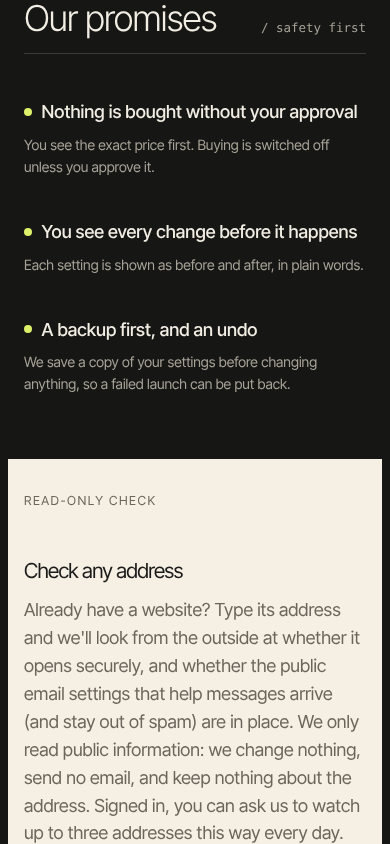 Our promises
/ safety first
Nothing is bought without your approval
You see the exact price first. Buying is switched off
unless you approve it.
You see every change before it happens
Each setting is shown as before and after, in plain words.
A backup first, and an undo
We save a copy of your settings before changing
anything, so a failed launch can be put back.
READ-ONLY CHECK
Check any address
Already have a website? Type its address
and we'll look from the outside at whether it
opens securely, and whether the public
email settings that help messages arrive
(and stay out of spam) are in place. We only
read public information: we change nothing,
send no email, and keep nothing about the
address. Signed in, you can ask us to watch
up to three addresses this way every day.